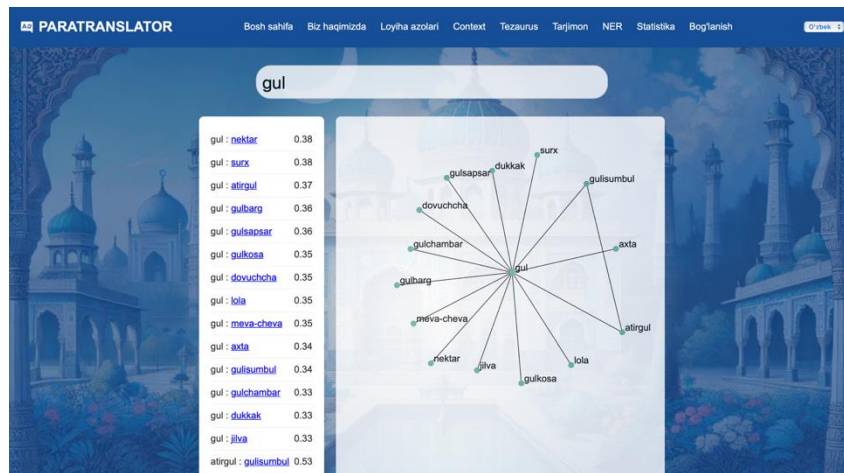 PARATRANSLATOR Bosh sahifa Biz haqimizda Loyiha azolari Context Tezaurus Tarjimon NER Statistika Bog'lanish O'zbek
gul
gul : nektar 0.38
gul : surx 0.38
gul : atirgul 0.37
gul : gulbarg 0.36
gul : gulsapsar 0.36
gul : gulkosa 0.35
gul : dovuchcha 0.35
gul : lola 0.35
gul : meva-cheva 0.35
gul : axta 0.34
gul : gulisumbul 0.34
gul : gulchambar 0.33
gul : dukkak 0.33
gul : jilva 0.33
atirgul : gulisumbul 0.53
surx
dukkak
gulsapsar
gulisumbul
dovuchcha
gulchambar
axta
gul
gulbarg
meva-cheva
atirgul
nektar
lola
jilva
gulkosa